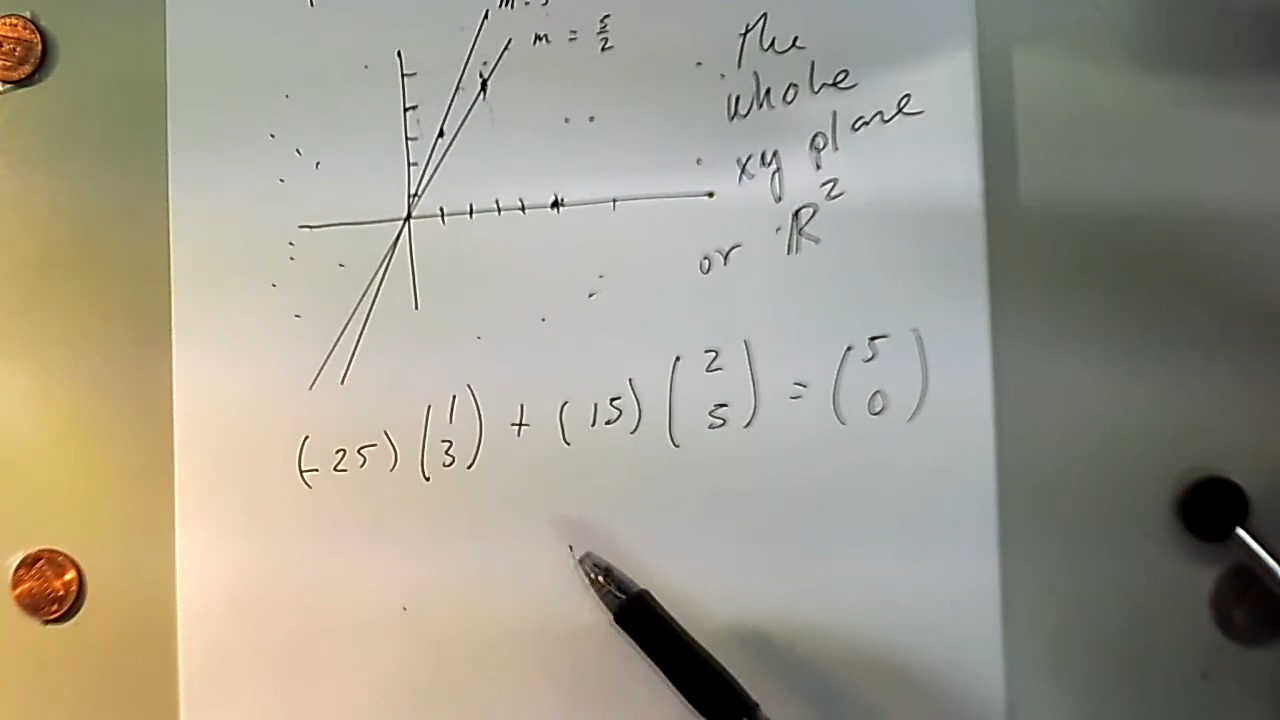 m = 5/2
the
whole
xy plane
or ℝ²
(-25) (1 3) + (15) (2 5) = (5 0)